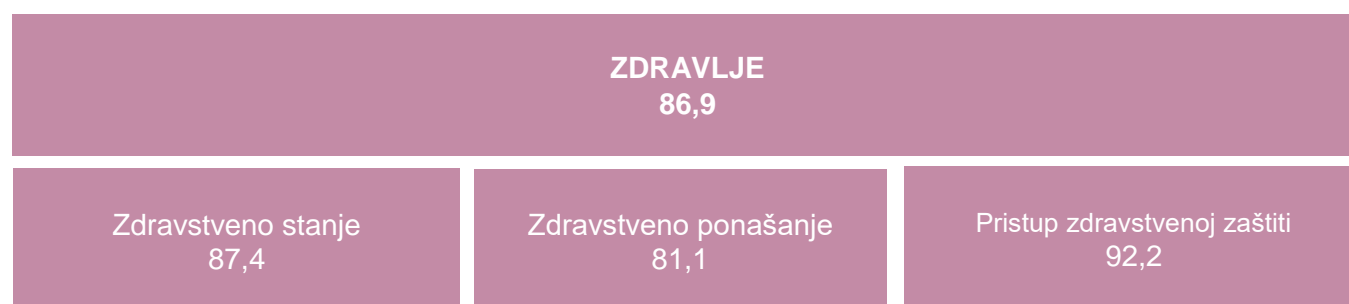 ZDRAVLJE
86,9
Zdravstveno stanje
87,4
Zdravstveno ponašanje
81,1
Pristup zdravstvenoj zaštiti
92,2